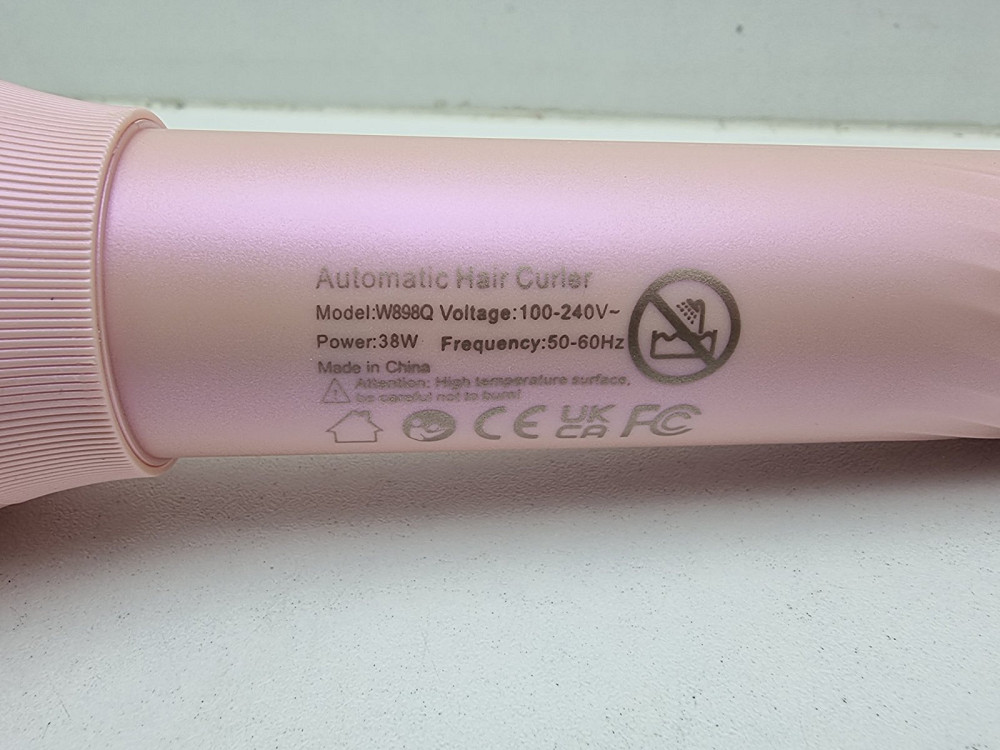 Automatic Hair Curler
Model:W898Q Voltage:100-240V~
Power:38W Frequency:50-60Hz
Made in China
Attention: High temperature surface,
be careful not to burn!
CE UK CA FC